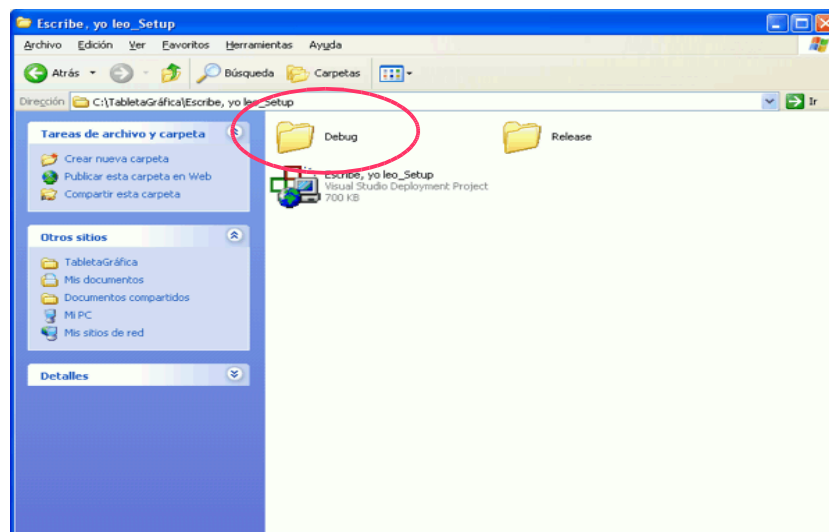 Escribe, yo leo_Setup
Archivo Edición Ver Favoritos Herramientas Ayuda
Atrás Búsqueda Carpetas
Dirección C:\TabletaGráfica\Escribe, yo leo_Setup Ir
Tareas de archivo y carpeta
Crear nueva carpeta
Publicar esta carpeta en Web
Compartir esta carpeta
Otros sitios
TabletaGráfica
Mis documentos
Documentos compartidos
Mi PC
Mis sitios de red
Detalles
Debug
Release
Escribe, yo leo_Setup
Visual Studio Deployment Project
700 KB